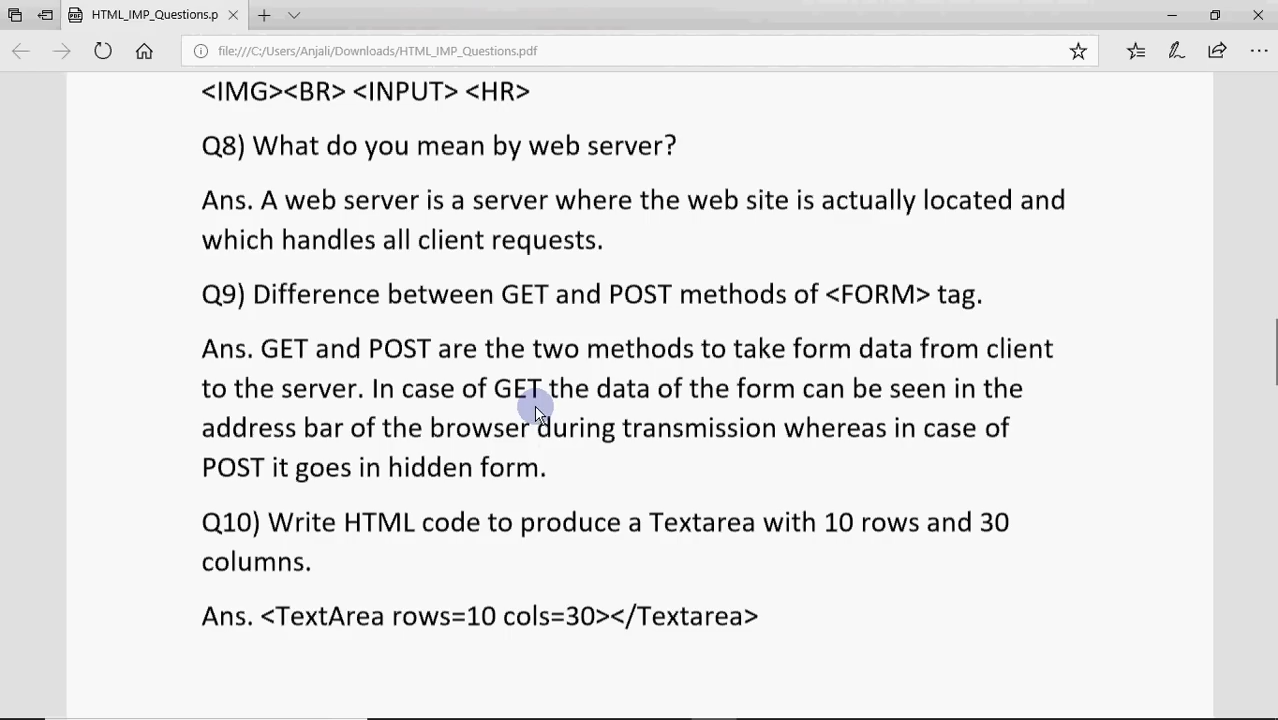 HTML_IMP_Questions.p
file:///C:/Users/Anjali/Downloads/HTML_IMP_Questions.pdf
<IMG><BR> <INPUT> <HR>
Q8) What do you mean by web server?
Ans. A web server is a server where the web site is actually located and
which handles all client requests.
Q9) Difference between GET and POST methods of <FORM> tag.
Ans. GET and POST are the two methods to take form data from client
to the server. In case of GET the data of the form can be seen in the
address bar of the browser during transmission whereas in case of
POST it goes in hidden form.
Q10) Write HTML code to produce a Textarea with 10 rows and 30
columns.
Ans. <TextArea rows=10 cols=30></Textarea>